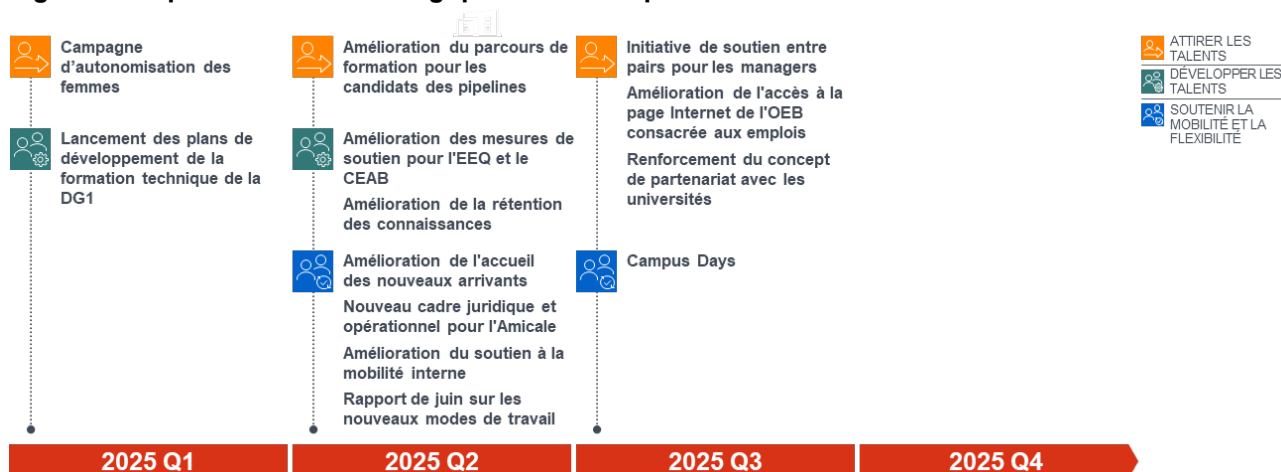 Campagne
d'autonomisation des
femmes
Lancement des plans de
développement de la
formation technique de la
DG1
Amélioration du parcours de
formation pour les
candidats des pipelines
Amélioration des mesures de
soutien pour l'EEQ et le
CEAB
Amélioration de la rétention
des connaissances
Amélioration de l'accueil
des nouveaux arrivants
Nouveau cadre juridique et
opérationnel pour l'Amicale
Amélioration du soutien à la
mobilité interne
Rapport de juin sur les
nouveaux modes de travail
Initiative de soutien entre
pairs pour les managers
Amélioration de l'accès à la
page Internet de l'OEB
consacrée aux emplois
Renforcement du concept
de partenariat avec les
universités
Campus Days
ATTIRER LES
TALENTS
DÉVELOPPER LES
TALENTS
SOUTENIR LA
MOBILITÉ ET LA
FLEXIBILITÉ
2025 Q1
2025 Q2
2025 Q3
2025 Q4